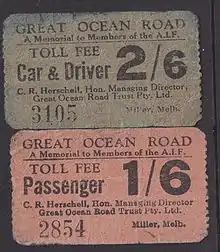 GREAT OCEAN ROAD
A Memorial to Members of the A.I.F.
TOLL FEE
Car & Driver 2/6
C. R. Herschell, Hon. Managing Director,
Great Ocean Road Trust Pty. Ltd.
3105 Miller, Melb.
GREAT OCEAN ROAD
A Memorial to Members of the A.I.F.
TOLL FEE
Passenger 1/6
C. R. Herschell, Hon. Managing Director
Great Ocean Road Trust Pty. Ltd.
2854 Miller, Melb.